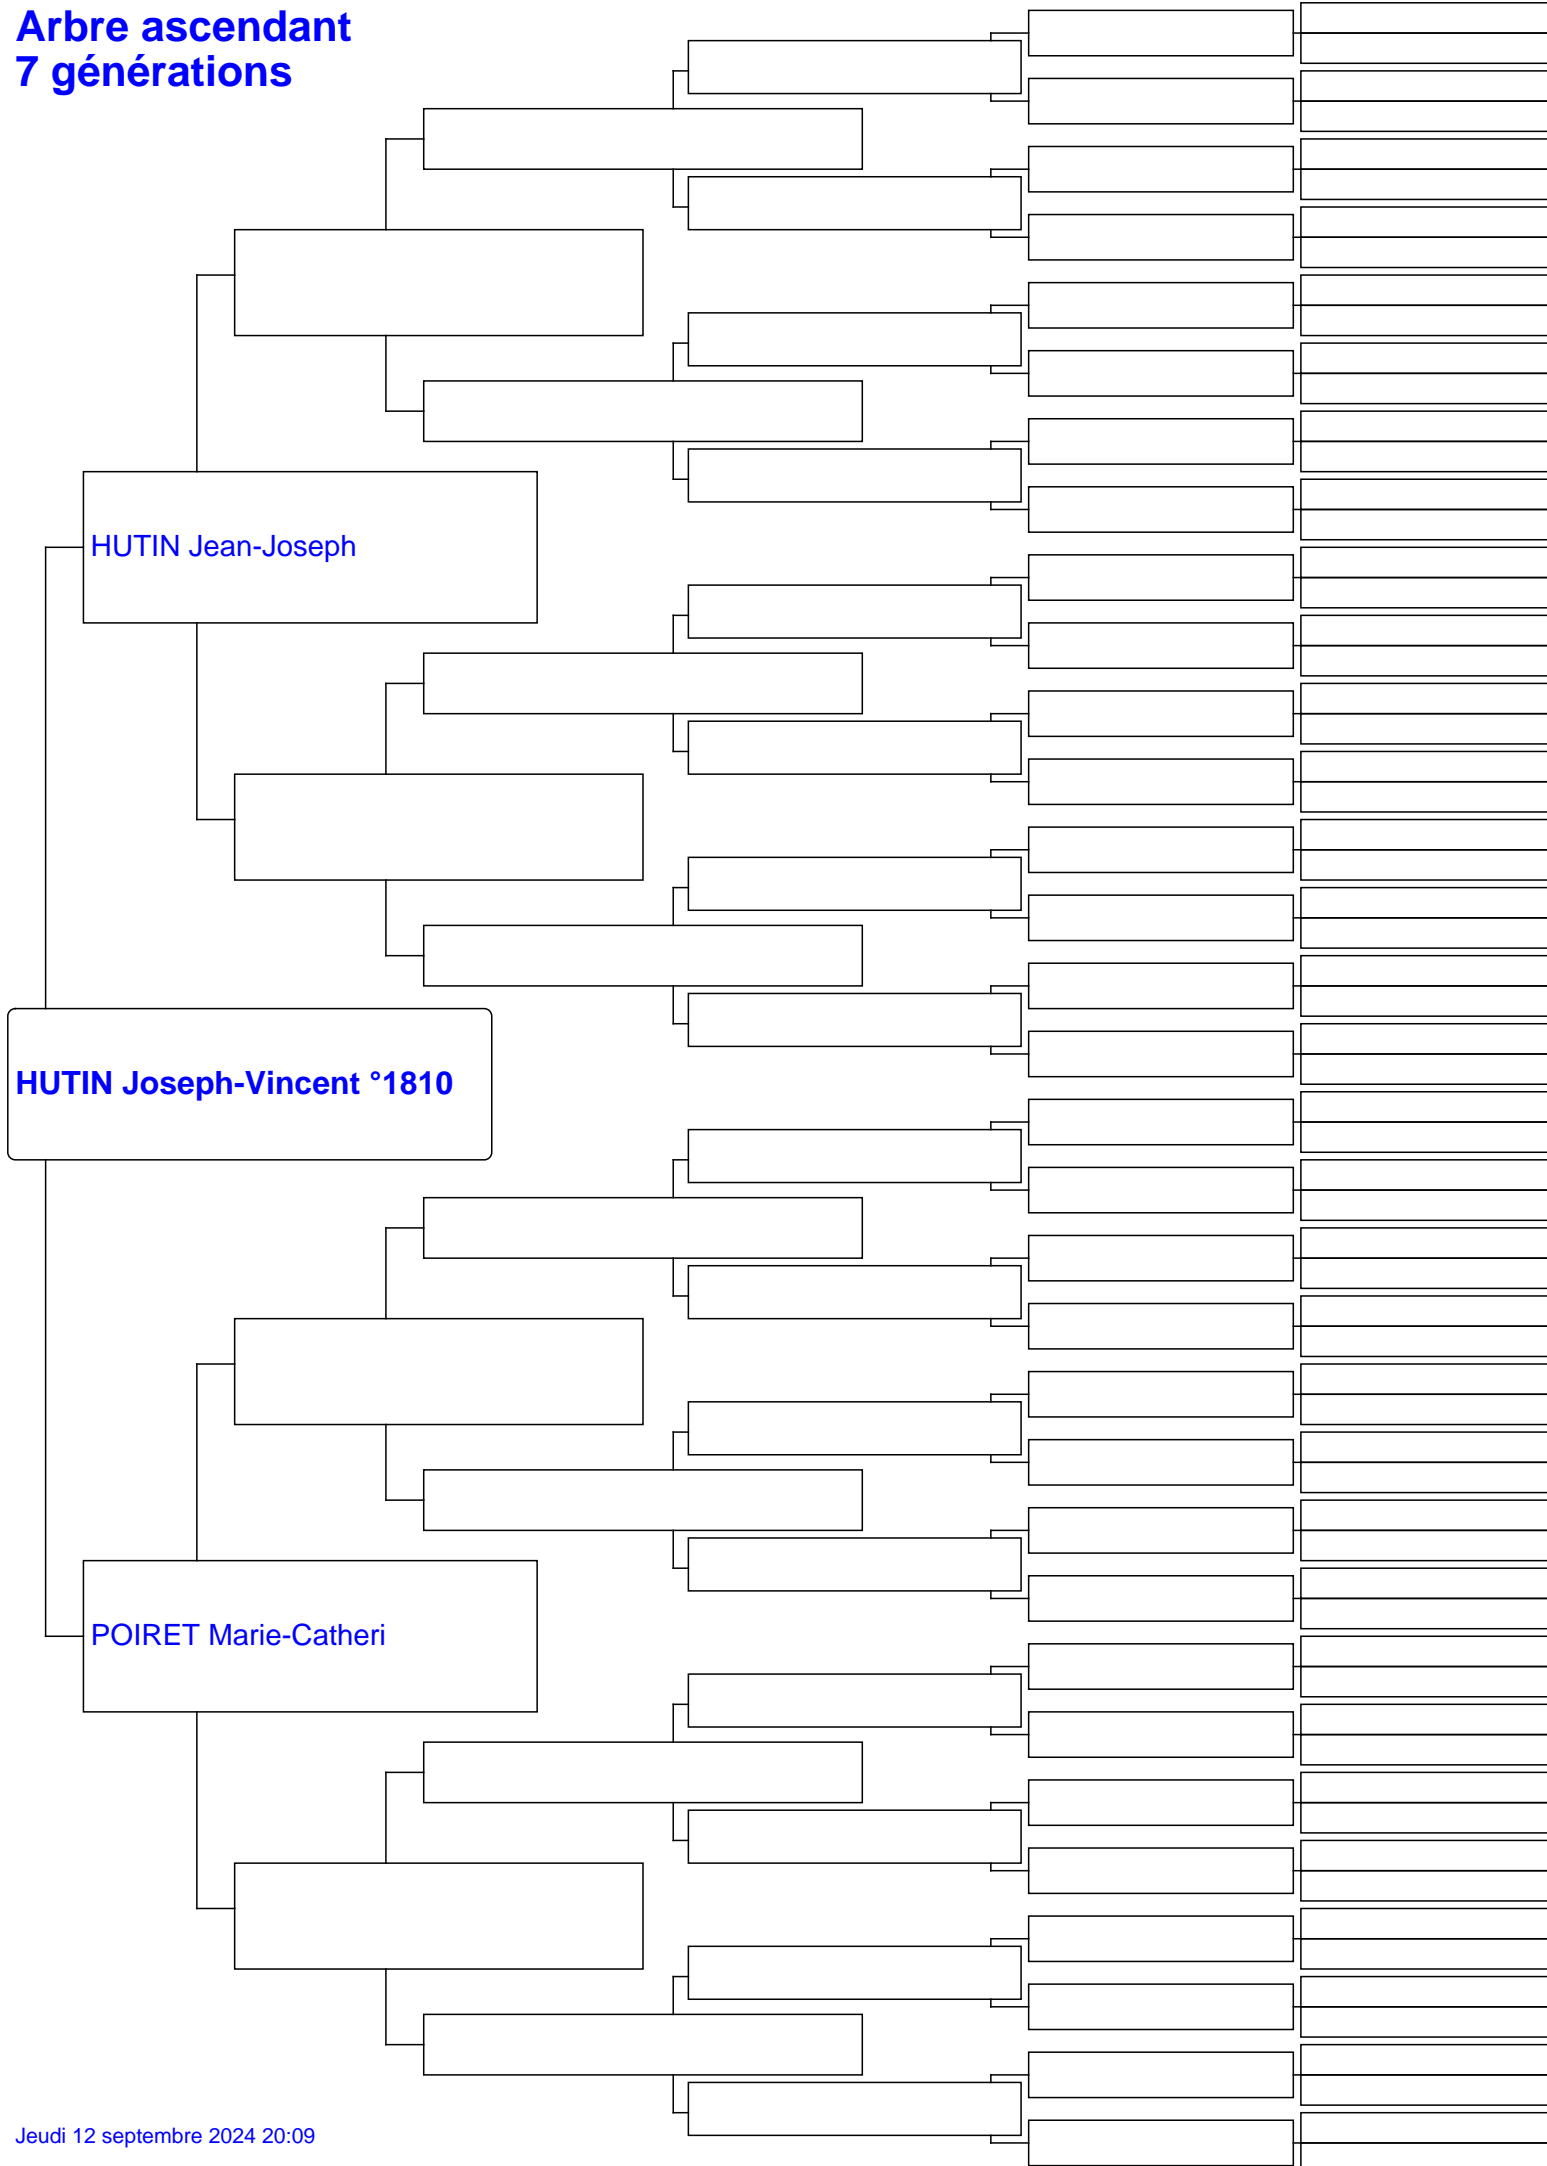 Arbre ascendant
7 générations
HUTIN Jean-Joseph
HUTIN Joseph-Vincent °1810
POIRET Marie-Catheri
Jeudi 12 septembre 2024 20:09